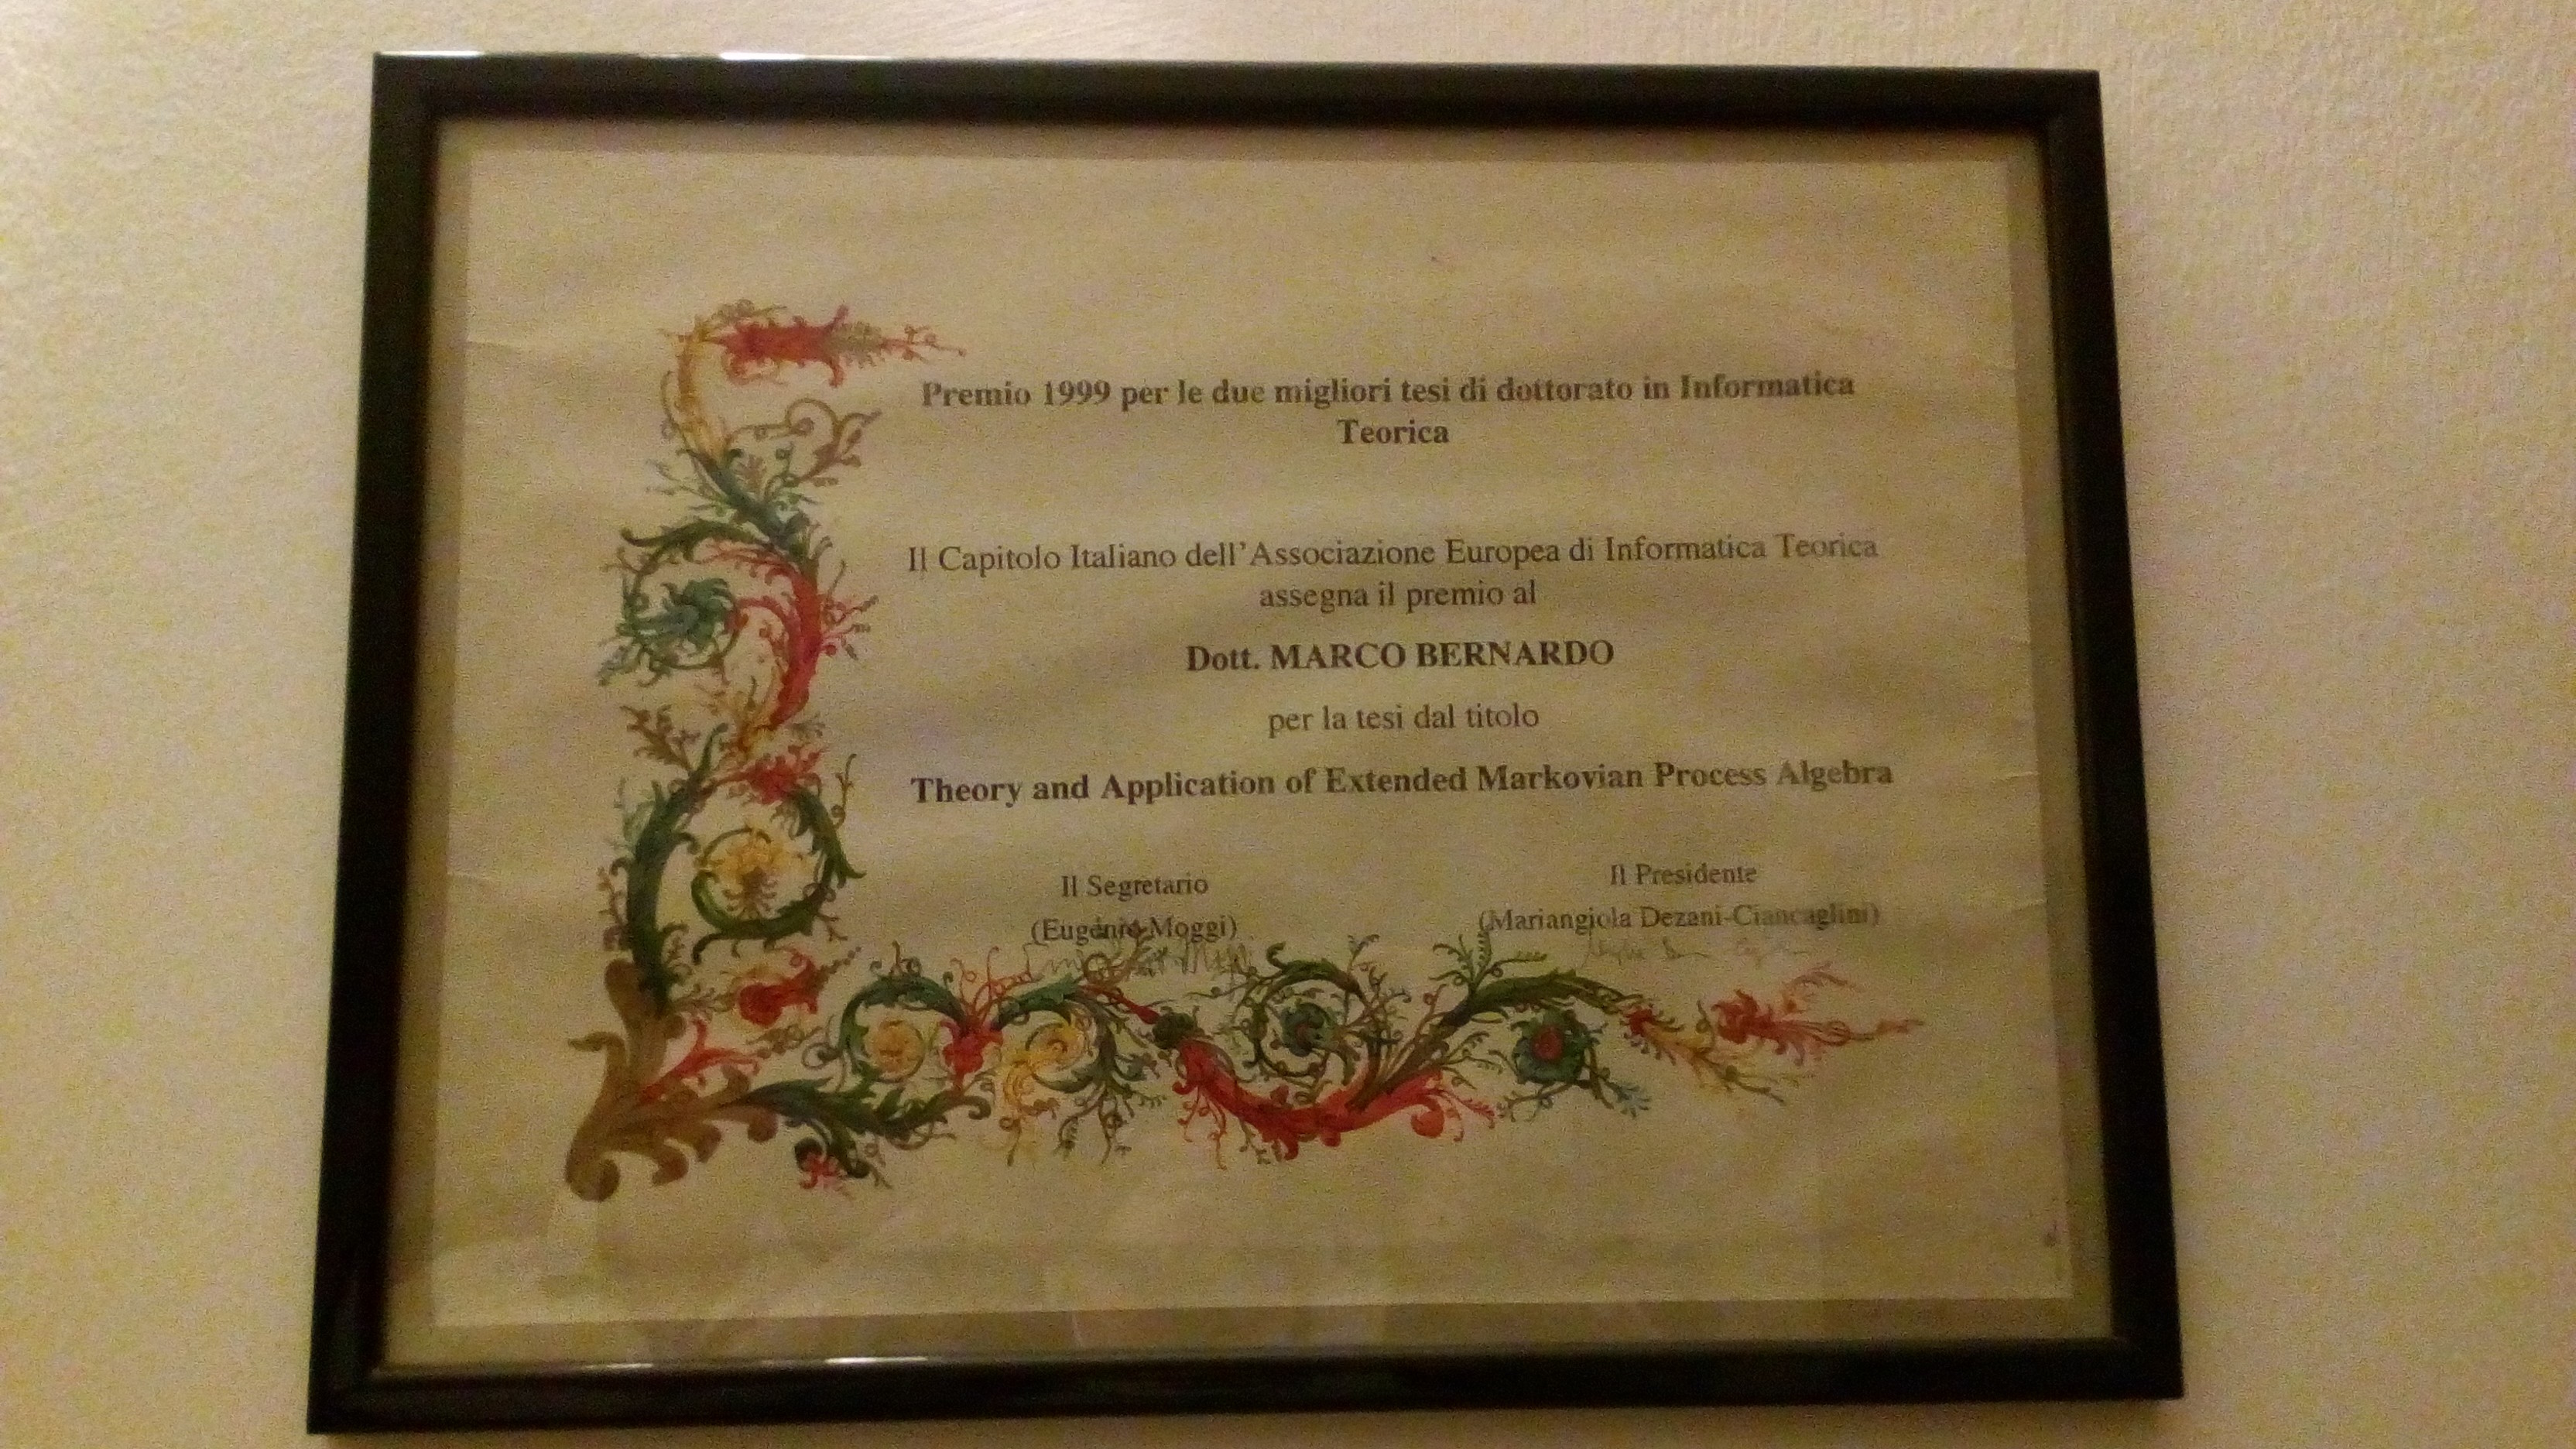 Premio 1999 per le due migliori tesi di dottorato in Informatica
Teorica
Il Capitolo Italiano dell'Associazione Europea di Informatica Teorica
assegna il premio al
Dott. MARCO BERNARDO
per la tesi dal titolo
Theory and Application of Extended Markovian Process Algebra
Il Segretario
(Eugenio Moggi)
Il Presidente
(Mariangiola Dezani-Ciancaglini)